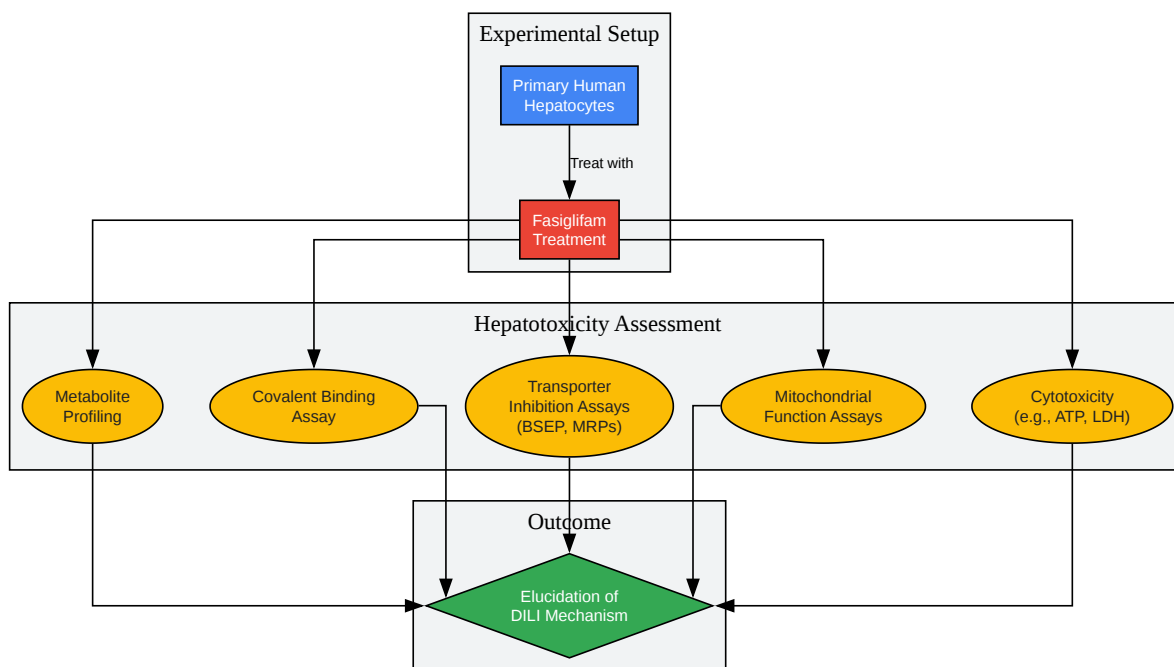 Experimental Setup
Primary Human
Hepatocytes
Treat with
Fasiglifam
Treatment
Hepatotoxicity Assessment
Metabolite
Profiling
Covalent Binding
Assay
Transporter
Inhibition Assays
(BSEP, MRPs)
Mitochondrial
Function Assays
Cytotoxicity
(e.g., ATP, LDH)
Outcome
Elucidation of
DILI Mechanism